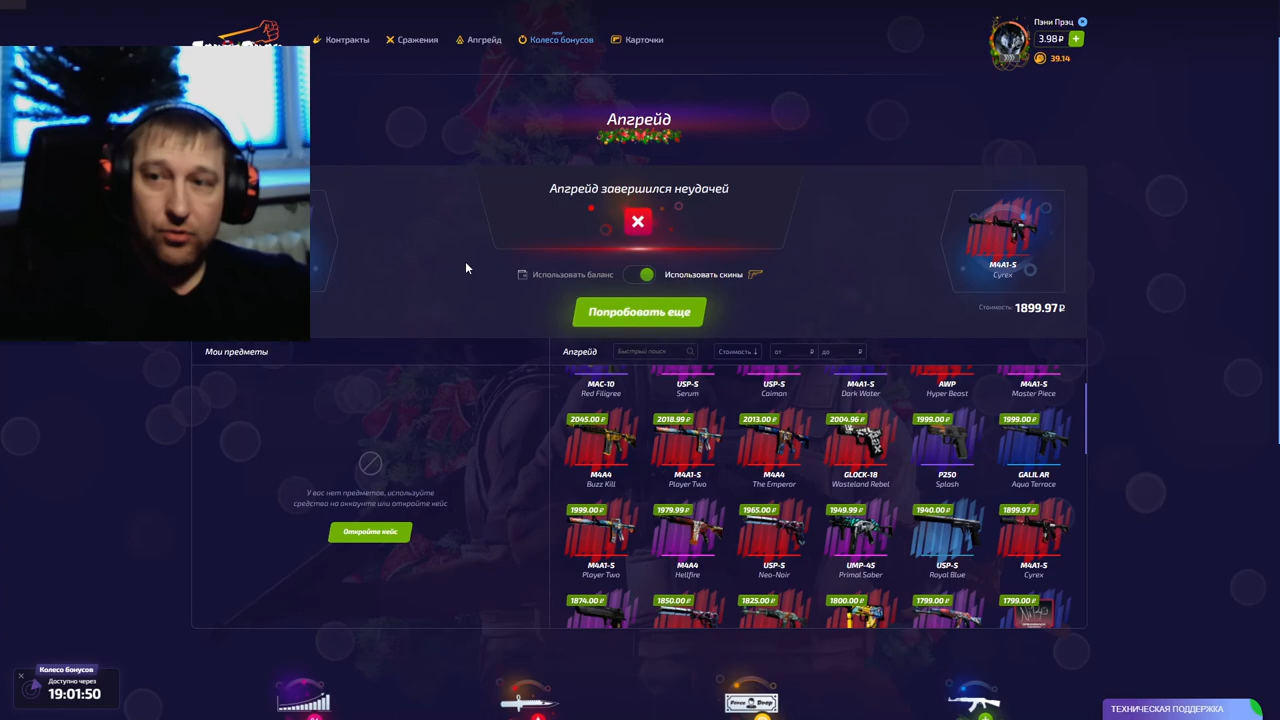 Контракты
Сражения
Апгрейд
new
Колесо бонусов
Карточки
Пэни Прэц
3.98₽
+
39.14
Апгрейд
Апгрейд завершился неудачей
Использовать баланс
Использовать скины
Попробовать еще
M4A1-S
Cyrex
Стоимость: 1899.97₽
Мои предметы
Апгрейд
Быстрый поиск
Стоимость ↓
от ₽
до ₽
У вас нет предметов, используйте
средства на аккаунте или откройте кейс
Откройте кейс
MAC-10
Red Filigree
USP-S
Serum
USP-S
Caiman
M4A1-S
Dark Water
AWP
Hyper Beast
M4A1-S
Master Piece
2045.00 ₽
M4A4
Buzz Kill
2018.99 ₽
M4A1-S
Player Two
2013.00 ₽
M4A4
The Emperor
2004.96 ₽
GLOCK-18
Wasteland Rebel
1999.00 ₽
P250
Splash
1999.00 ₽
GALIL AR
Aqua Terrace
1999.00 ₽
M4A1-S
Player Two
1979.99 ₽
M4A4
Hellfire
1965.00 ₽
USP-S
Neo-Noir
1949.99 ₽
UMP-45
Primal Saber
1940.00 ₽
USP-S
Royal Blue
1899.97 ₽
M4A1-S
Cyrex
1874.00 ₽
1850.00 ₽
1825.00 ₽
1800.00 ₽
1799.00 ₽
1799.00 ₽
Колесо бонусов
Доступно через
19:01:50
ТЕХНИЧЕСКАЯ ПОДДЕРЖКА